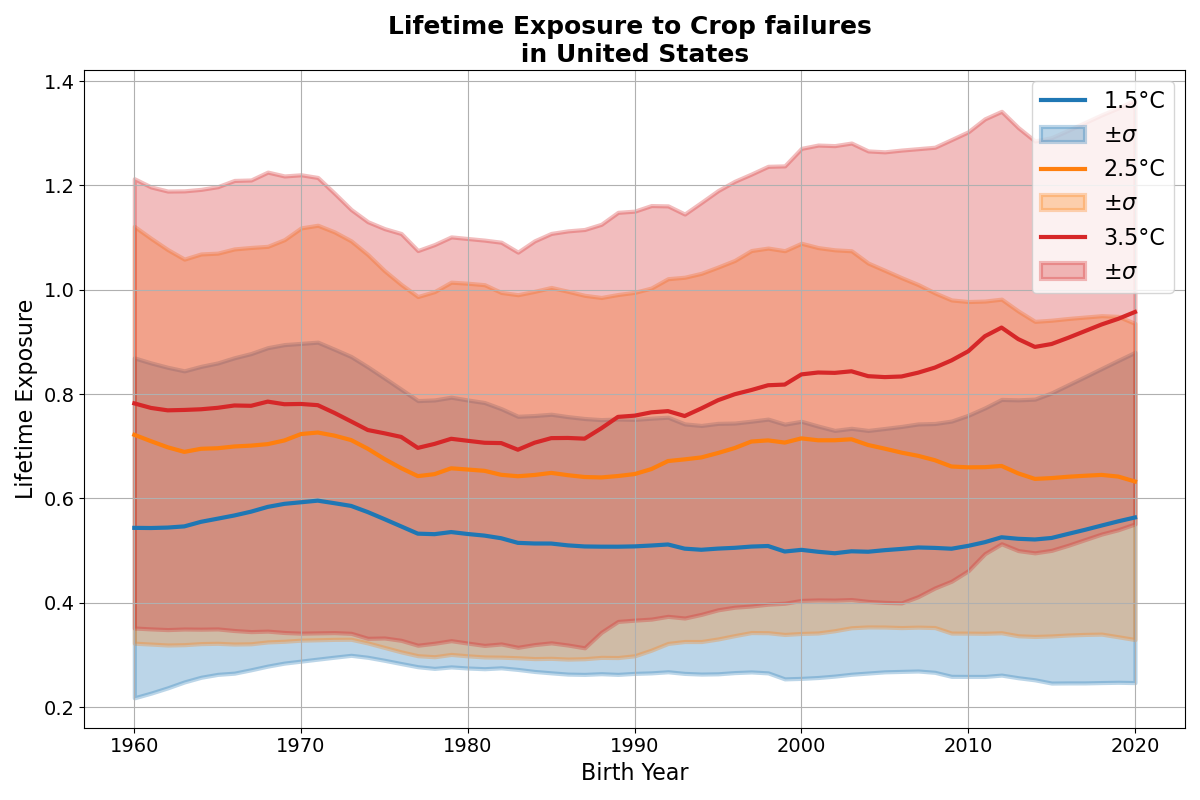 Lifetime Exposure to Crop failures
in United States
Lifetime Exposure
1.4
1.2
1.0
0.8
0.6
0.4
0.2
1.5°C
±σ
2.5°C
±σ
3.5°C
±σ
1960
1970
1980
1990
2000
2010
2020
Birth Year